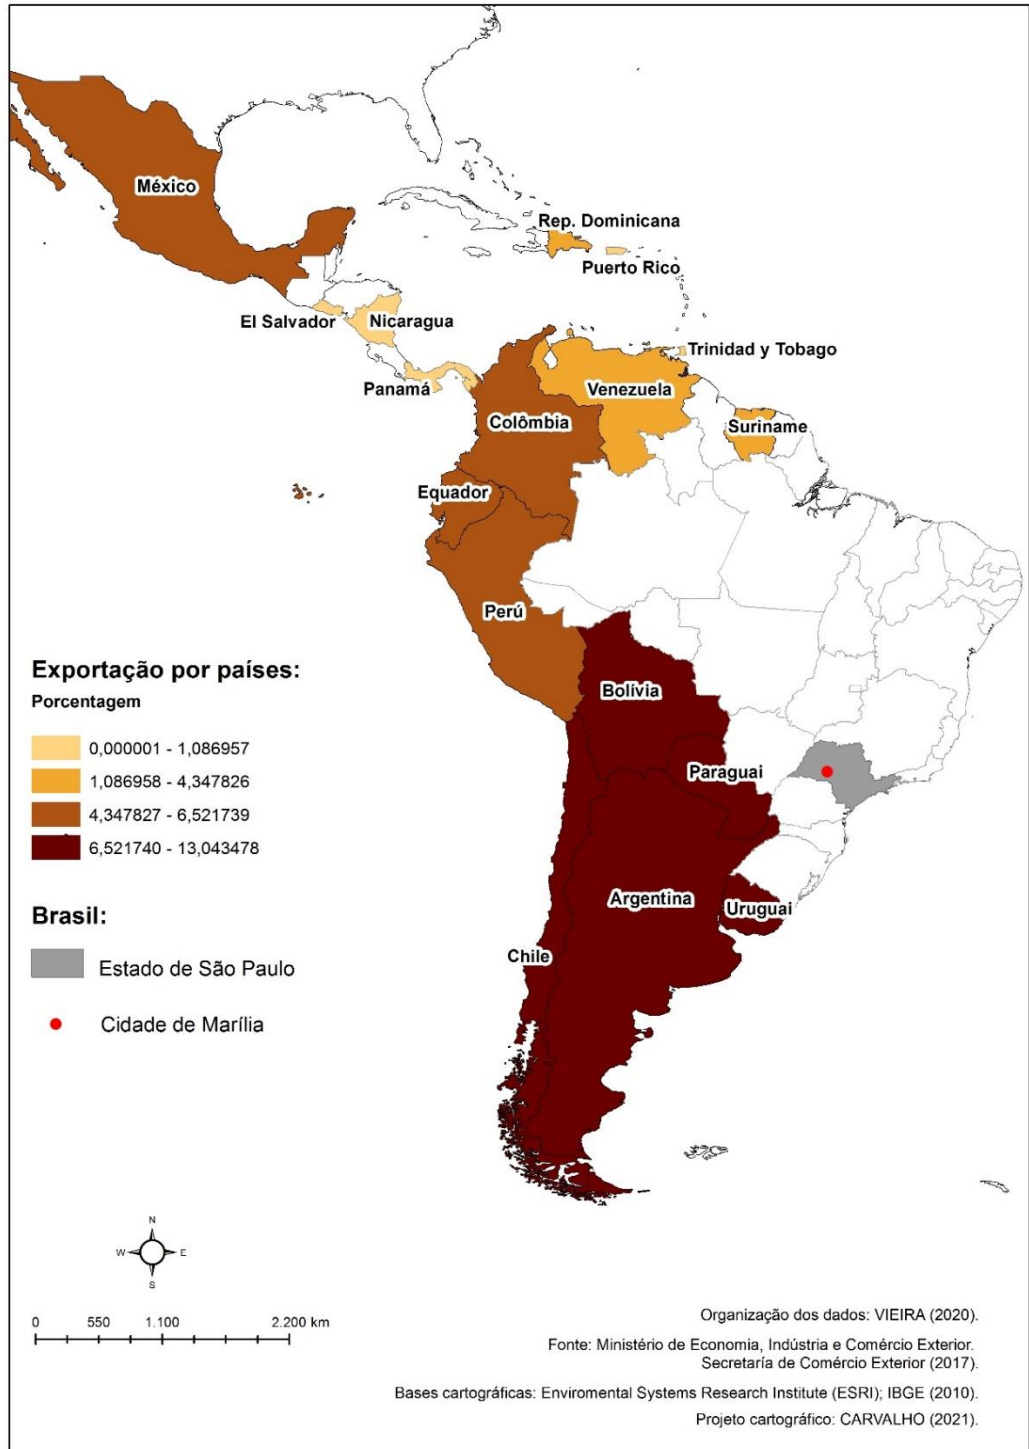 México
Rep. Dominicana
Puerto Rico
El Salvador
Nicaragua
Trinidad y Tobago
Panamá
Venezuela
Colômbia
Suriname
Equador
Perú
Exportação por países:
Porcentagem
0,000001 - 1,086957
1,086958 - 4,347826
4,347827 - 6,521739
6,521740 - 13,043478
Bolívia
Paraguai
Argentina
Uruguai
Chile
Brasil:
Estado de São Paulo
Cidade de Marília
N
W
E
S
0 550 1.100 2.200 km
Organização dos dados: VIEIRA (2020).
Fonte: Ministério de Economia, Indústria e Comércio Exterior.
Secretaría de Comércio Exterior (2017).
Bases cartográficas: Enviromental Systems Research Institute (ESRI); IBGE (2010).
Projeto cartográfico: CARVALHO (2021).